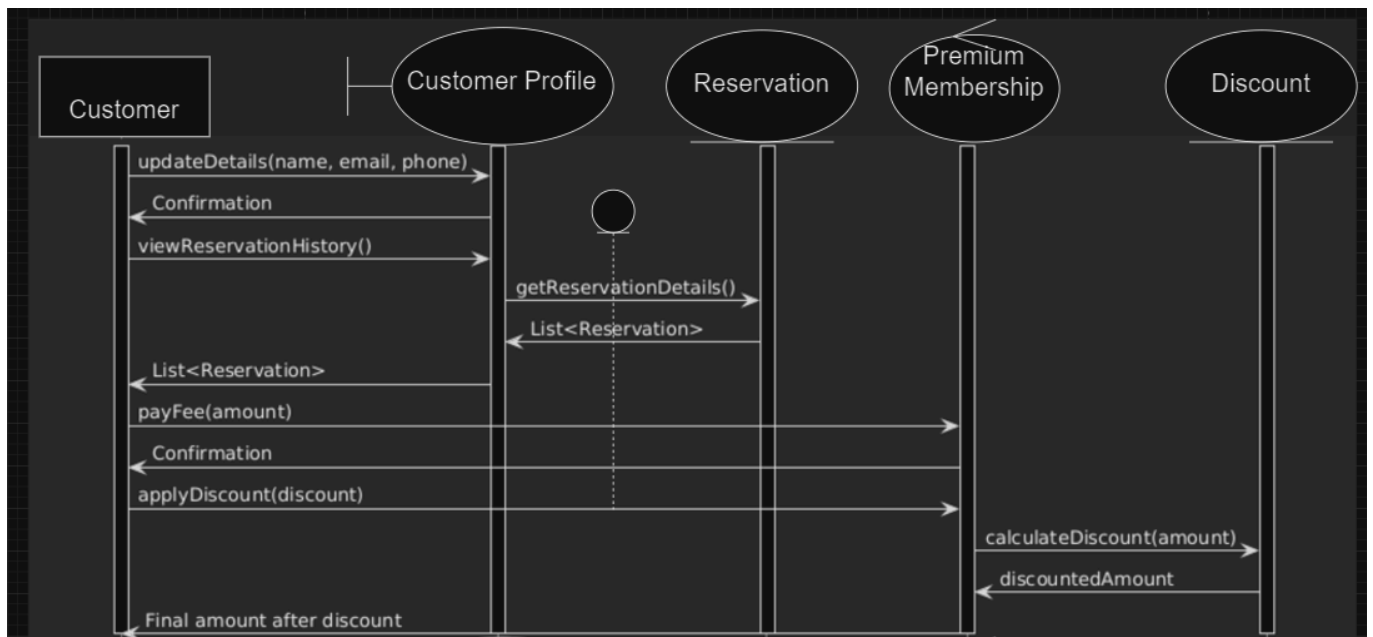 Customer
Customer Profile
Reservation
Premium
Membership
Discount
updateDetails(name, email, phone)
Confirmation
viewReservationHistory()
getReservationDetails()
List<Reservation>
List<Reservation>
payFee(amount)
Confirmation
applyDiscount(discount)
calculateDiscount(amount)
discountedAmount
Final amount after discount